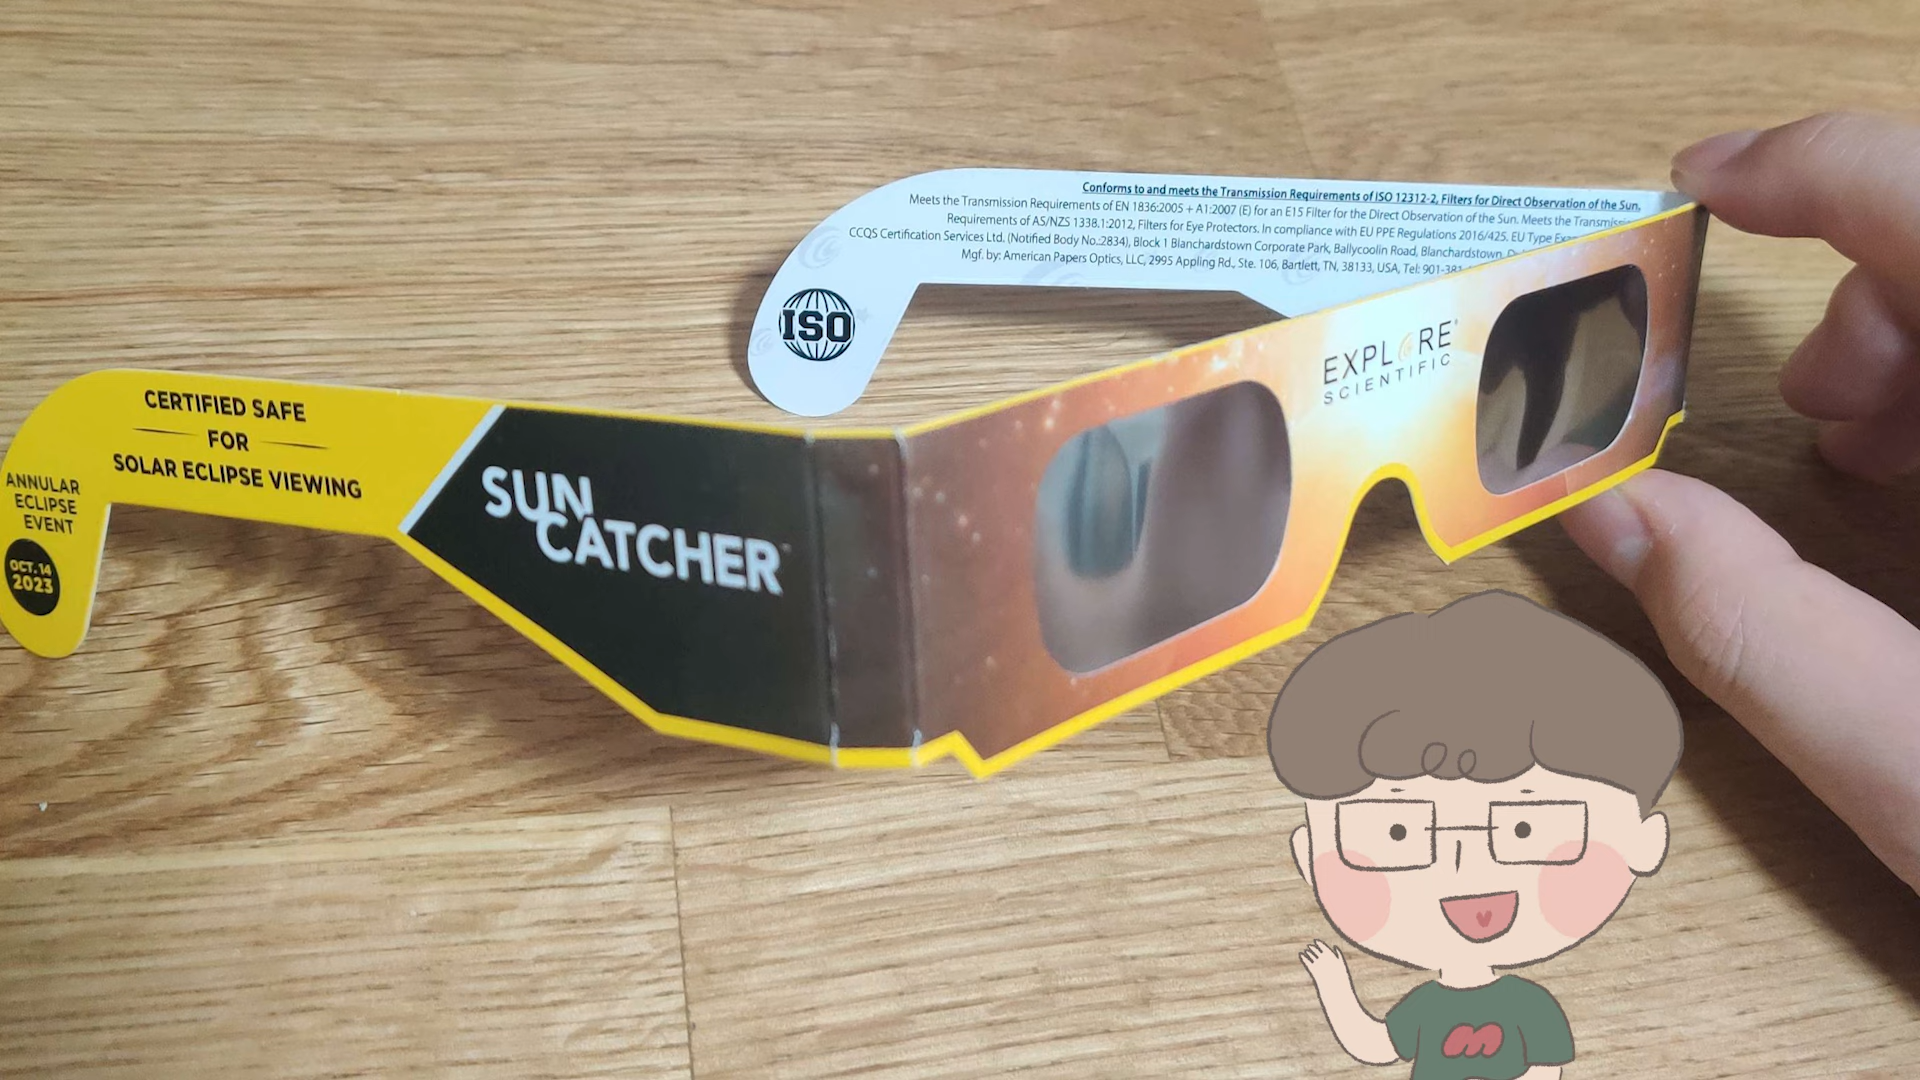 CERTIFIED SAFE
FOR
SOLAR ECLIPSE VIEWING
ANNULAR
ECLIPSE
EVENT
OCT. 14
2023
SUN
CATCHER
Conforms to and meets the Transmission Requirements of ISO 12312-2, Filters for Direct Observation of the Sun.
Meets the Transmission Requirements of EN 1836:2005 + A1:2007 (E) for an E15 Filter for the Direct Observation of the Sun. Meets the
Requirements of AS/NZS 1338.1:2012, Filters for Eye Protectors. In compliance with EU PPE Regulations 2016/425. EU Type
CCQS Certification Services Ltd. (Notified Body No.:2834), Block 1 Blanchardstown Corporate Park, Ballycoolin Road, Blanchardstown,
Mgf. by: American Papers Optics, LLC, 2995 Appling Rd., Ste. 106, Bartlett, TN, 38133, USA, Tel: 901-381
ISO
EXPLORE
SCIENTIFIC
m